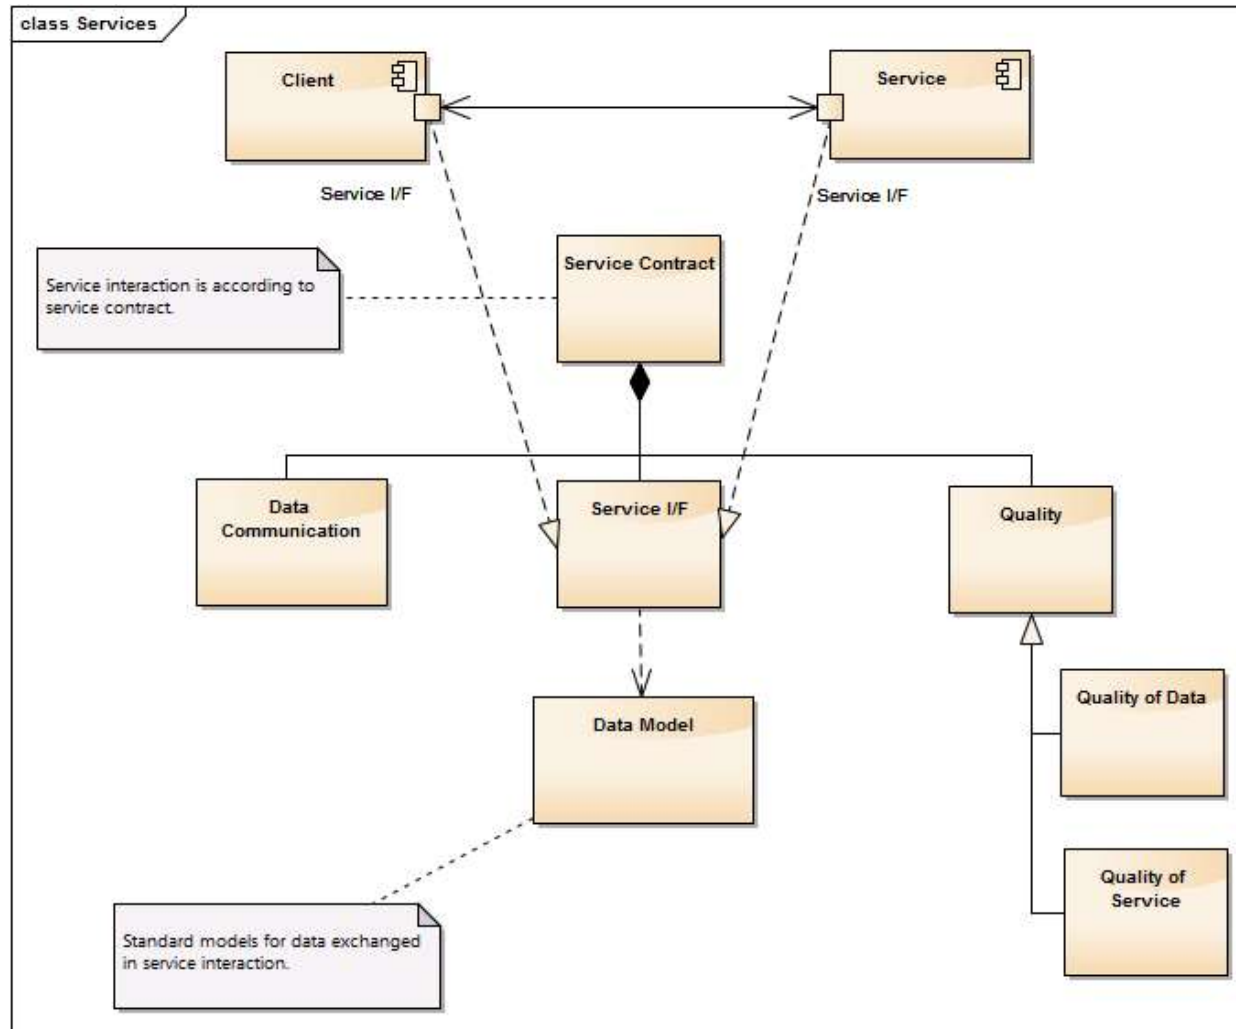 class Services
Client
Service
Service I/F
Service I/F
Service Contract
Service interaction is according to
service contract.
Data
Communication
Service I/F
Quality
Data Model
Quality of Data
Quality of
Service
Standard models for data exchanged
in service interaction.